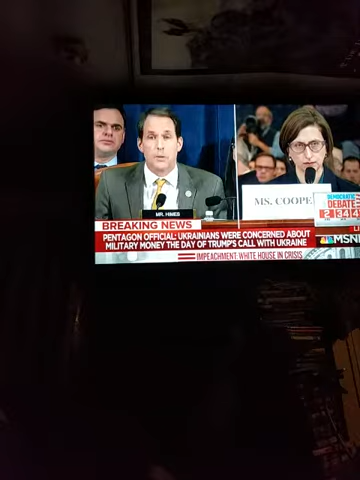 MR. HIMES
MS. COOPE
DEMOCRATIC
DEBATE
BREAKING NEWS
PENTAGON OFFICIAL: UKRAINIANS WERE CONCERNED ABOUT
MILITARY MONEY THE DAY OF TRUMP'S CALL WITH UKRAINE
MSN
IMPEACHMENT: WHITE HOUSE IN CRISIS